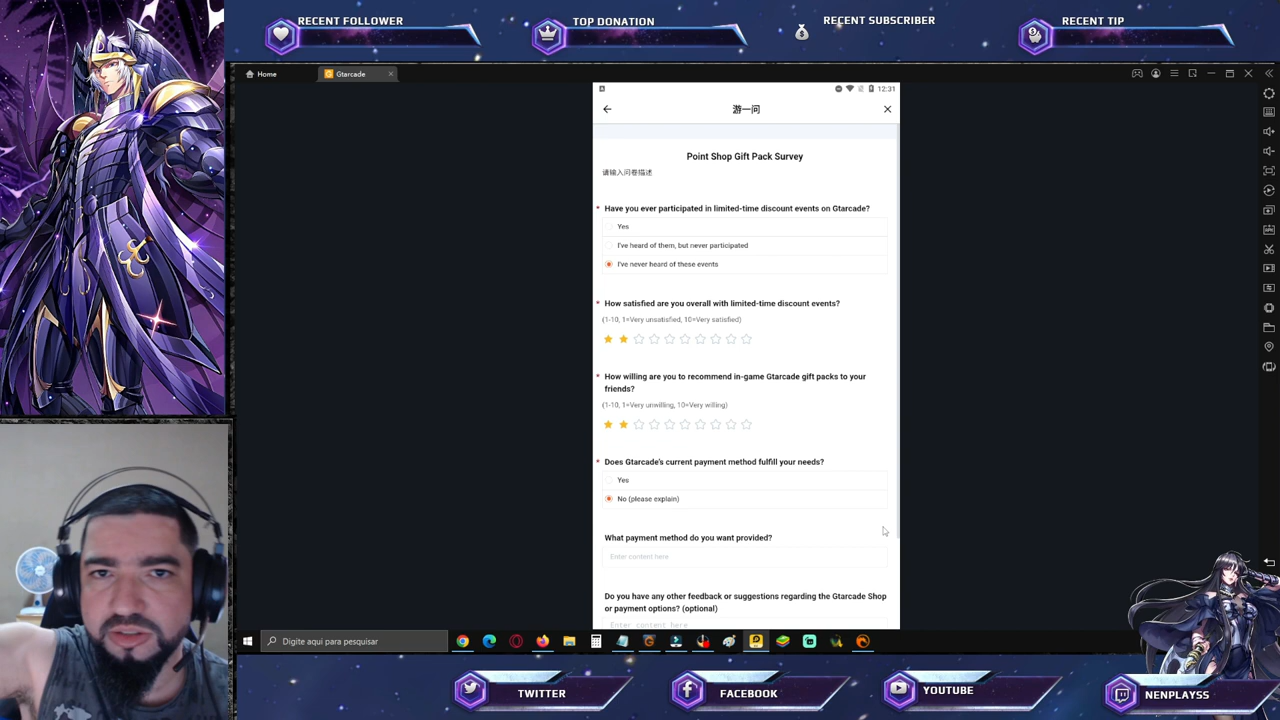 RECENT FOLLOWER
TOP DONATION
RECENT SUBSCRIBER
RECENT TIP
Home
Gtarcade
12:31
游一问
Point Shop Gift Pack Survey
请输入问卷描述
* Have you ever participated in limited-time discount events on Gtarcade?
Yes
I've heard of them, but never participated
I've never heard of these events
* How satisfied are you overall with limited-time discount events?
(1-10, 1=Very unsatisfied, 10=Very satisfied)
* How willing are you to recommend in-game Gtarcade gift packs to your
friends?
(1-10, 1=Very unwilling, 10=Very willing)
* Does Gtarcade's current payment method fulfill your needs?
Yes
No (please explain)
What payment method do you want provided?
Enter content here
Do you have any other feedback or suggestions regarding the Gtarcade Shop
or payment options? (optional)
Enter content here
Digite aqui para pesquisar
TWITTER
FACEBOOK
YOUTUBE
NENPLAYSS